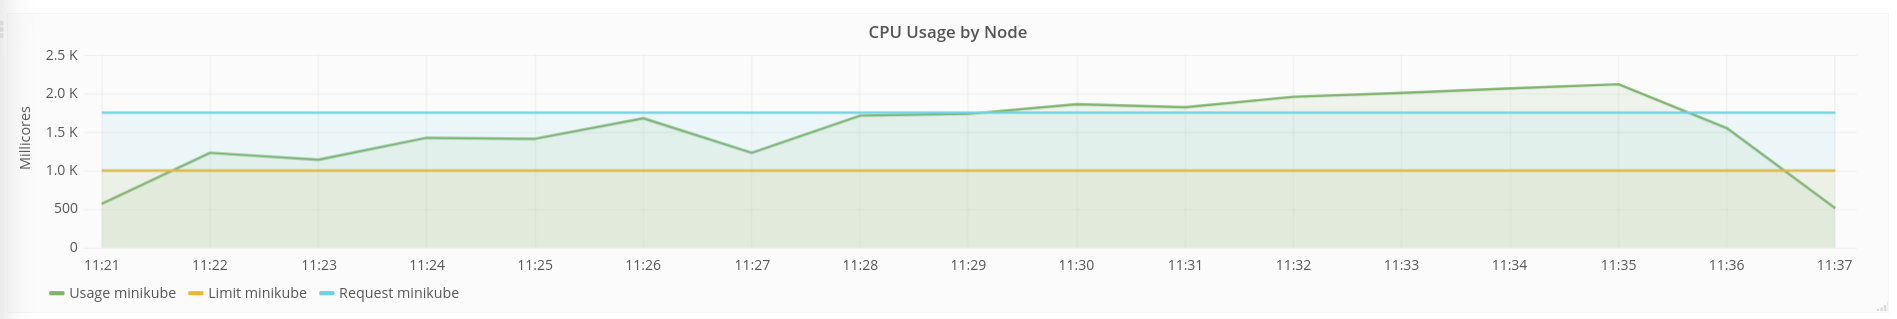 CPU Usage by Node
Millicores
2.5 K
2.0 K
1.5 K
1.0 K
500
0
11:21 11:22 11:23 11:24 11:25 11:26 11:27 11:28 11:29 11:30 11:31 11:32 11:33 11:34 11:35 11:36 11:37
Usage minikube Limit minikube Request minikube